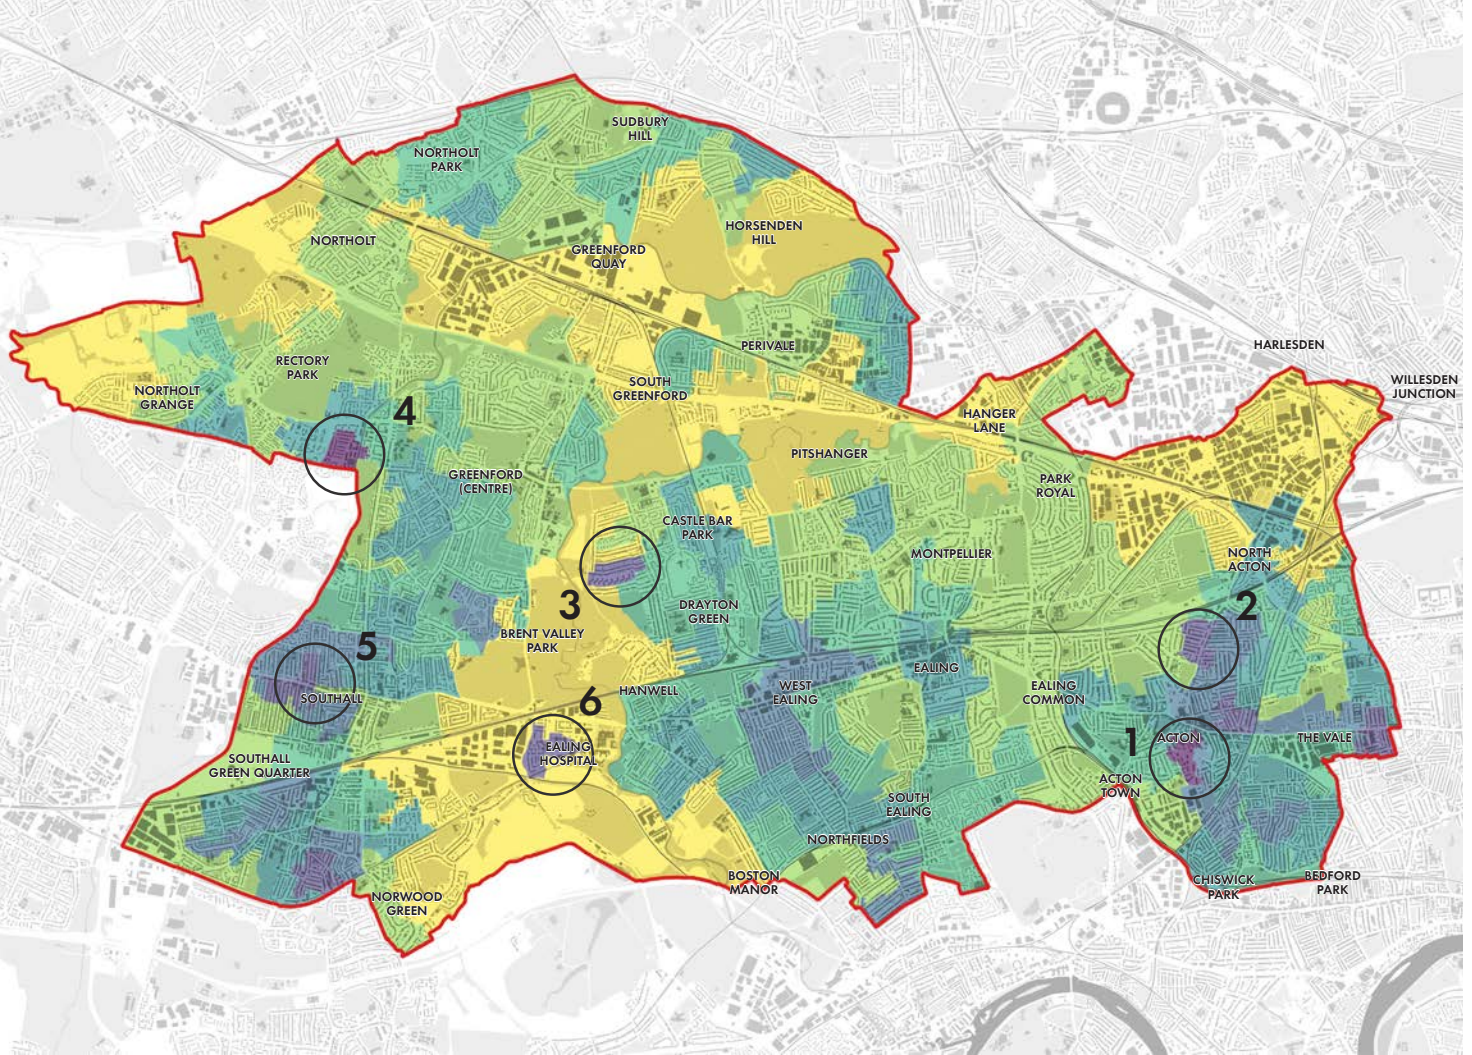 SUDBURY
HILL
NORTHOLT
PARK
HORSENDEN
HILL
NORTHOLT
GREENFORD
QUAY
PERIVALE
HARLESDEN
RECTORY
PARK
WILLESDEN
JUNCTION
SOUTH
GREENFORD
NORTHOLT
GRANGE
4
HANGER
LANE
PITSHANGER
GREENFORD
(CENTRE)
PARK
ROYAL
CASTLE BAR
PARK
MONTPELLIER
NORTH
ACTON
3
DRAYTON
GREEN
2
BRENT VALLEY
PARK
5
EALING
HANWELL
WEST
EALING
EALING
COMMON
SOUTHALL
6
1
ACTON
THE VALE
EALING
HOSPITAL
SOUTHALL
GREEN QUARTER
ACTON
TOWN
SOUTH
EALING
NORTHFIELDS
BOSTON
MANOR
CHISWICK
PARK
BEDFORD
PARK
NORWOOD
GREEN